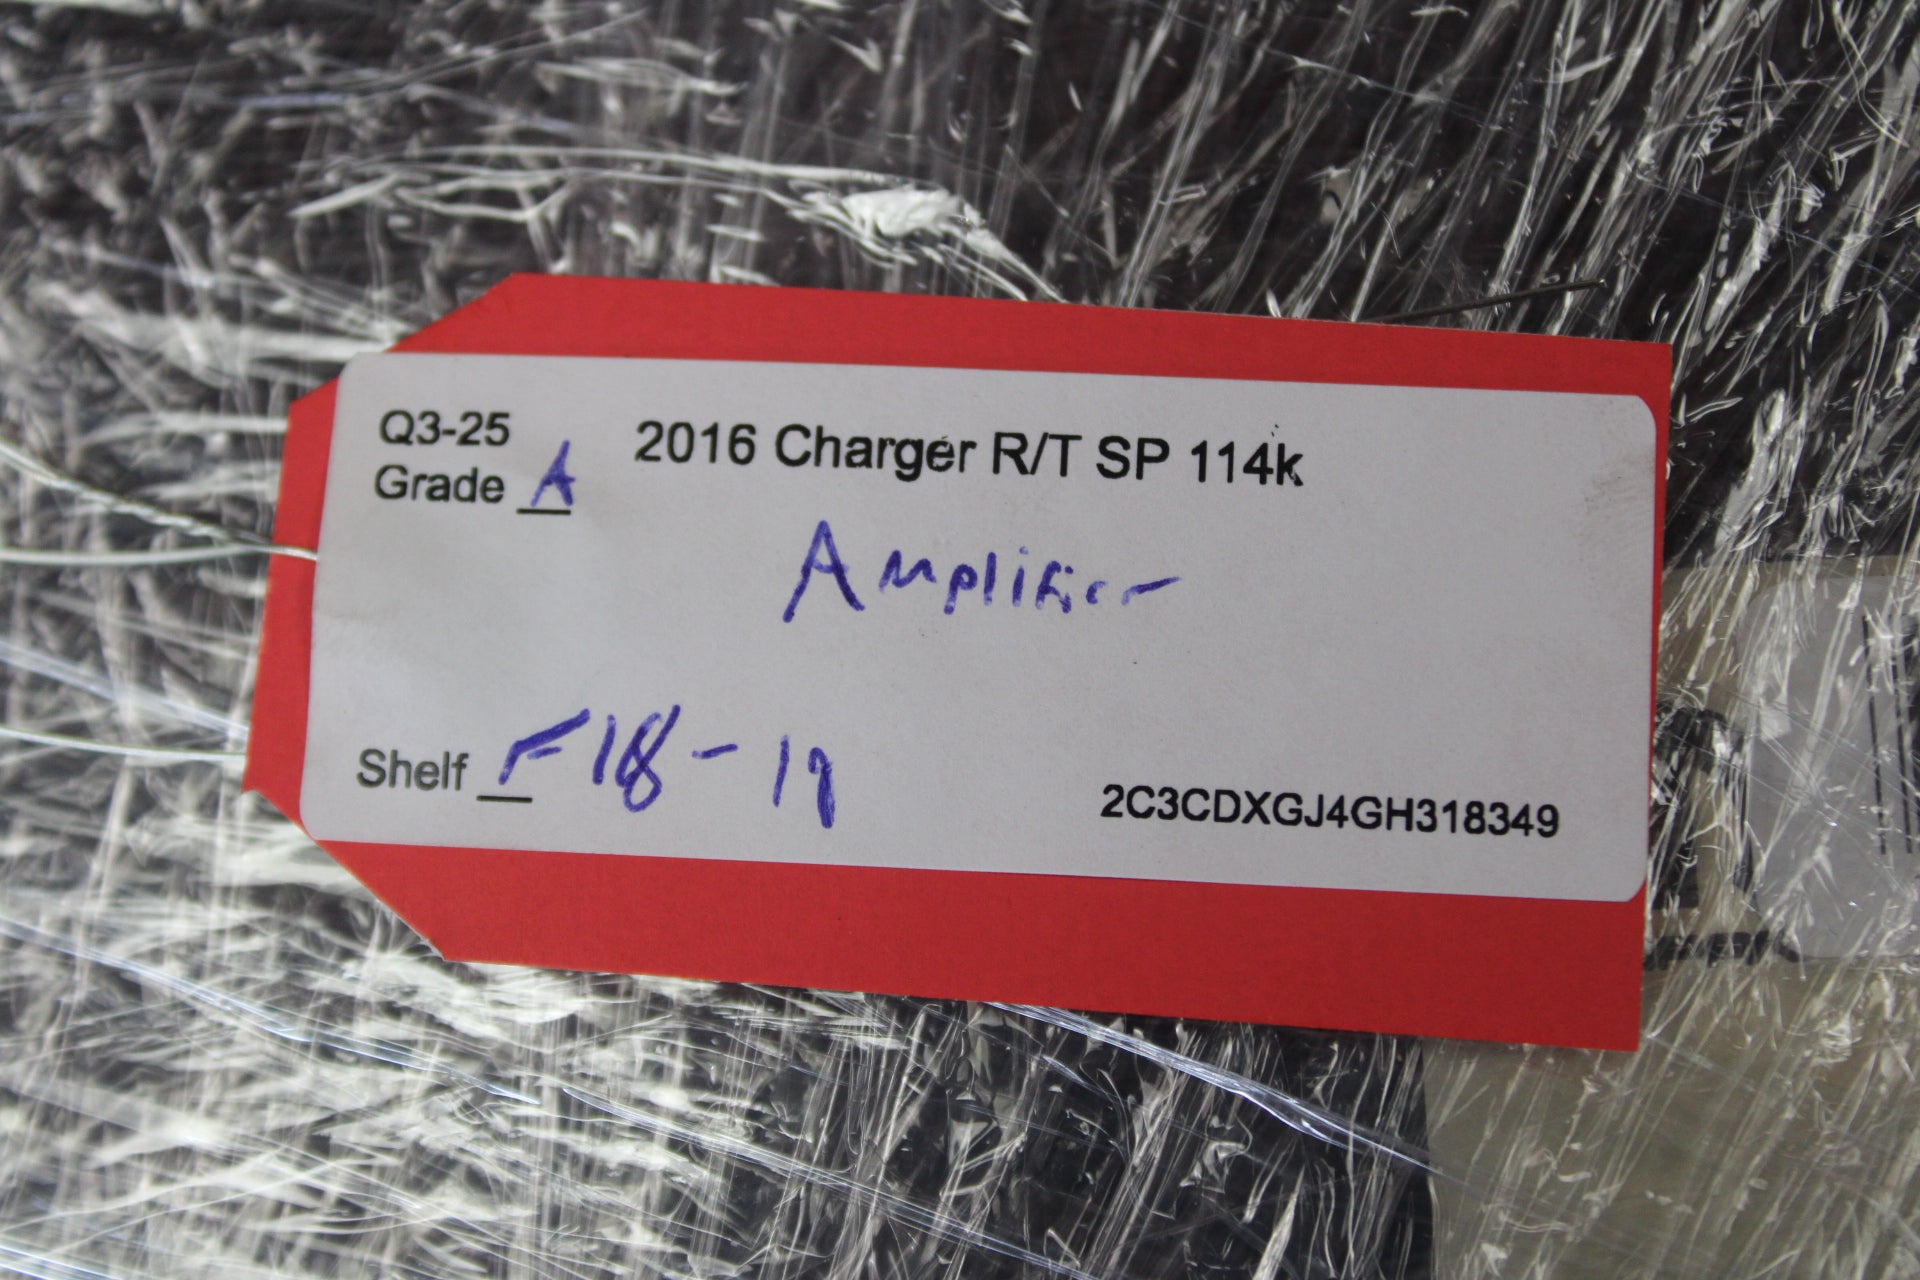 Q3-25
2016 Charger R/T SP 114k
Grade A
Amplifier
Shelf F18-19
2C3CDXGJ4GH318349